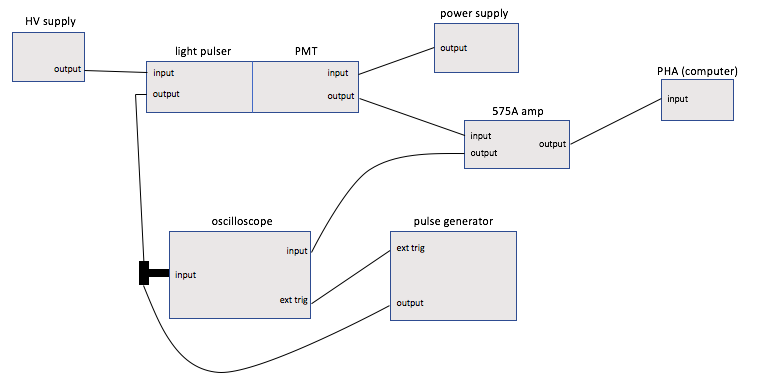 HV supply
output
light pulser
PMT
input
output
input
output
power supply
output
575A amp
input
output
output
PHA (computer)
input
oscilloscope
input
input
ext trig
pulse generator
ext trig
output